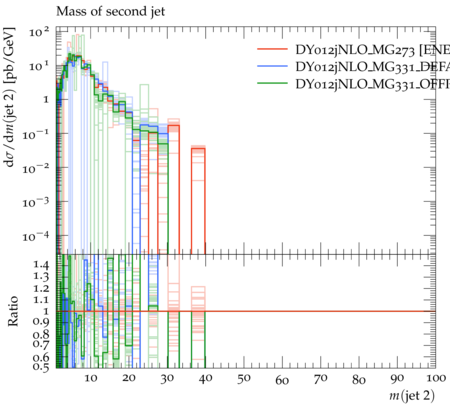 Mass of second jet
dσ/dm(jet 2) [pb/GeV]
10²
10¹
1
10⁻¹
10⁻²
10⁻³
10⁻⁴
DY012jNLO_MG273 [ENE
DY012jNLO_MG331_DEFA
DY012jNLO_MG331_OFFI
Ratio
1.4
1.3
1.2
1.1
1
0.9
0.8
0.7
0.6
0.5
10 20 30 40 50 60 70 80 90 100
m(jet 2)